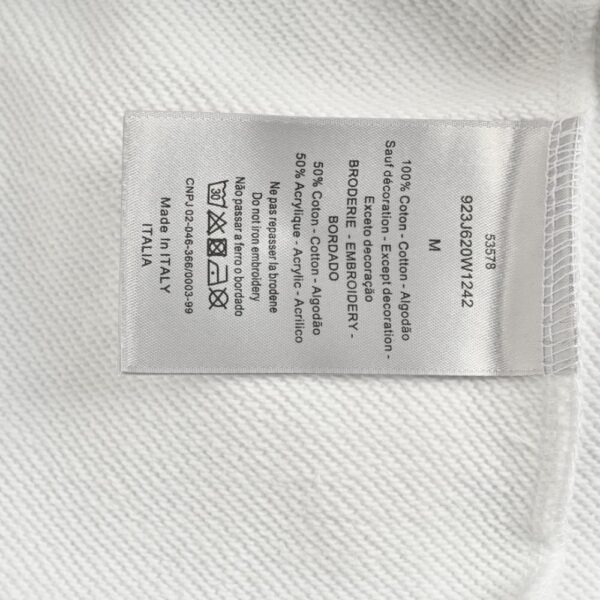 53578
923J620W1242
M
100% Coton - Cotton - Algodão
Sauf décoration - Except decoration -
Exceto decoração
BRODERIE - EMBROIDERY -
BORDADO
50% Coton - Cotton - Algodão
50% Acrylique - Acrylic - Acrilico
Ne pas repasser la broderie
Do not iron embroidery
Não passar a ferro o bordado
30
CNPJ 02-046-366/0003-99
Made In ITALY
ITALIA